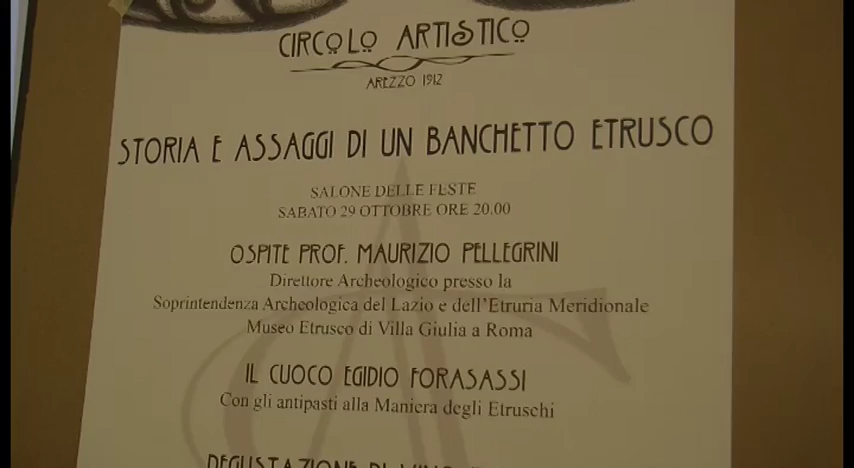 CIRCOLO ARTISTICO
AREZZO 1912
STORIA E ASSAGGI DI UN BANCHETTO ETRUSCO
SALONE DELLE FESTE
SABATO 29 OTTOBRE ORE 20.00
OSPITE PROF. MAURIZIO PELLEGRINI
Direttore Archeologico presso la
Soprintendenza Archeologica del Lazio e dell'Etruria Meridionale
Museo Etrusco di Villa Giulia a Roma
IL CUOCO EGIDIO FORASASSI
Con gli antipasti alla Maniera degli Etruschi
DEGUSTAZIONE DI